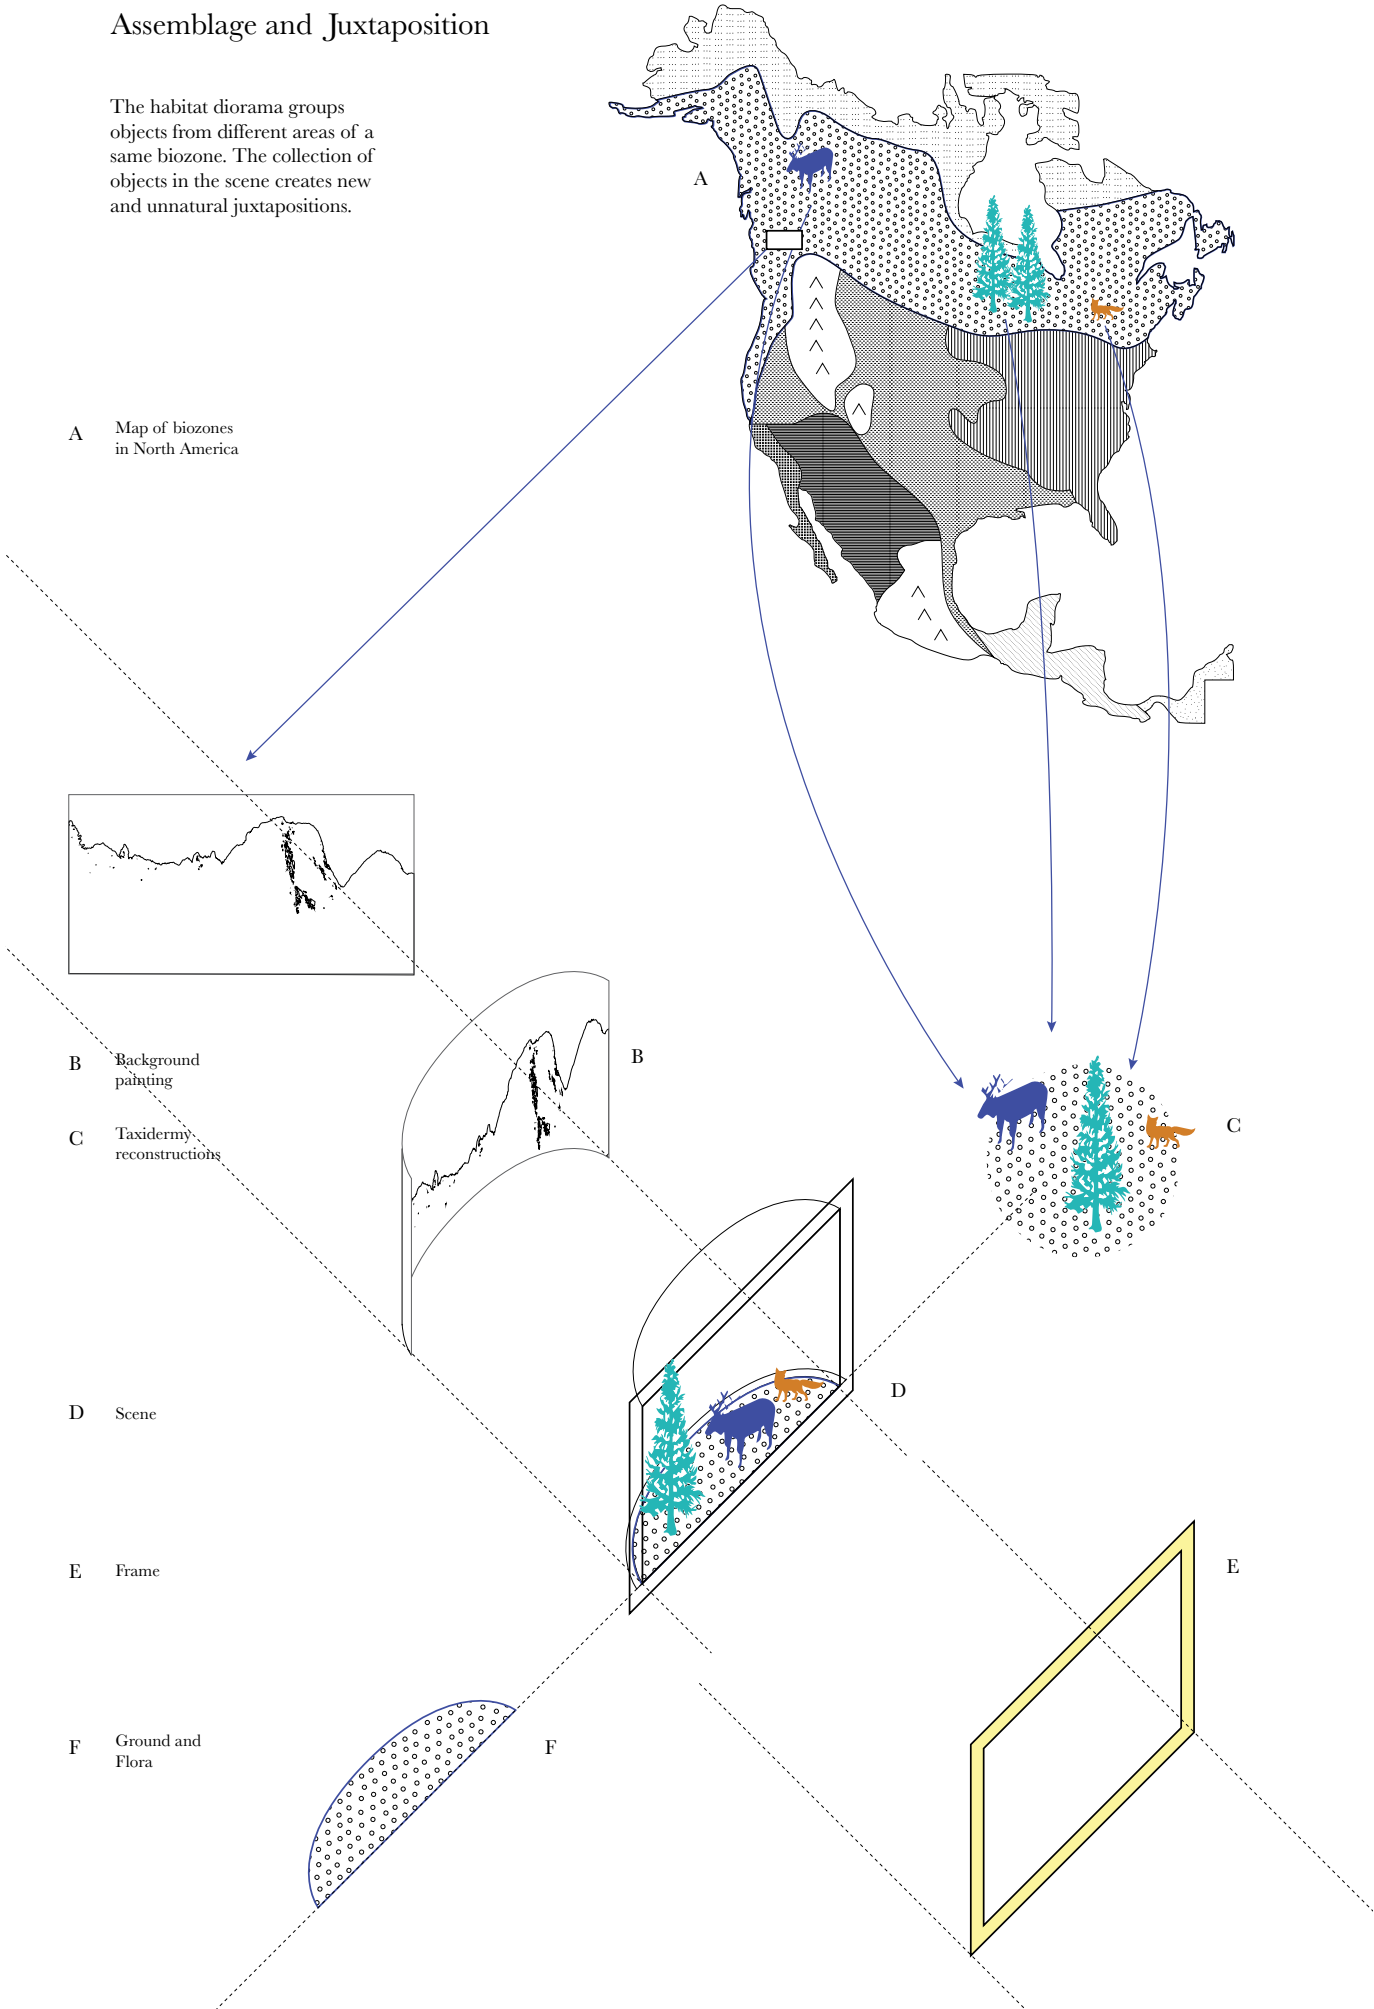 Assemblage and Juxtaposition
The habitat diorama groups
objects from different areas of a
same biozone. The collection of
objects in the scene creates new
and unnatural juxtapositions.
A
A Map of biozones
in North America
B Background
painting
B
C Taxidermy
reconstructions
C
D Scene
D
E Frame
E
F Ground and
Flora
F